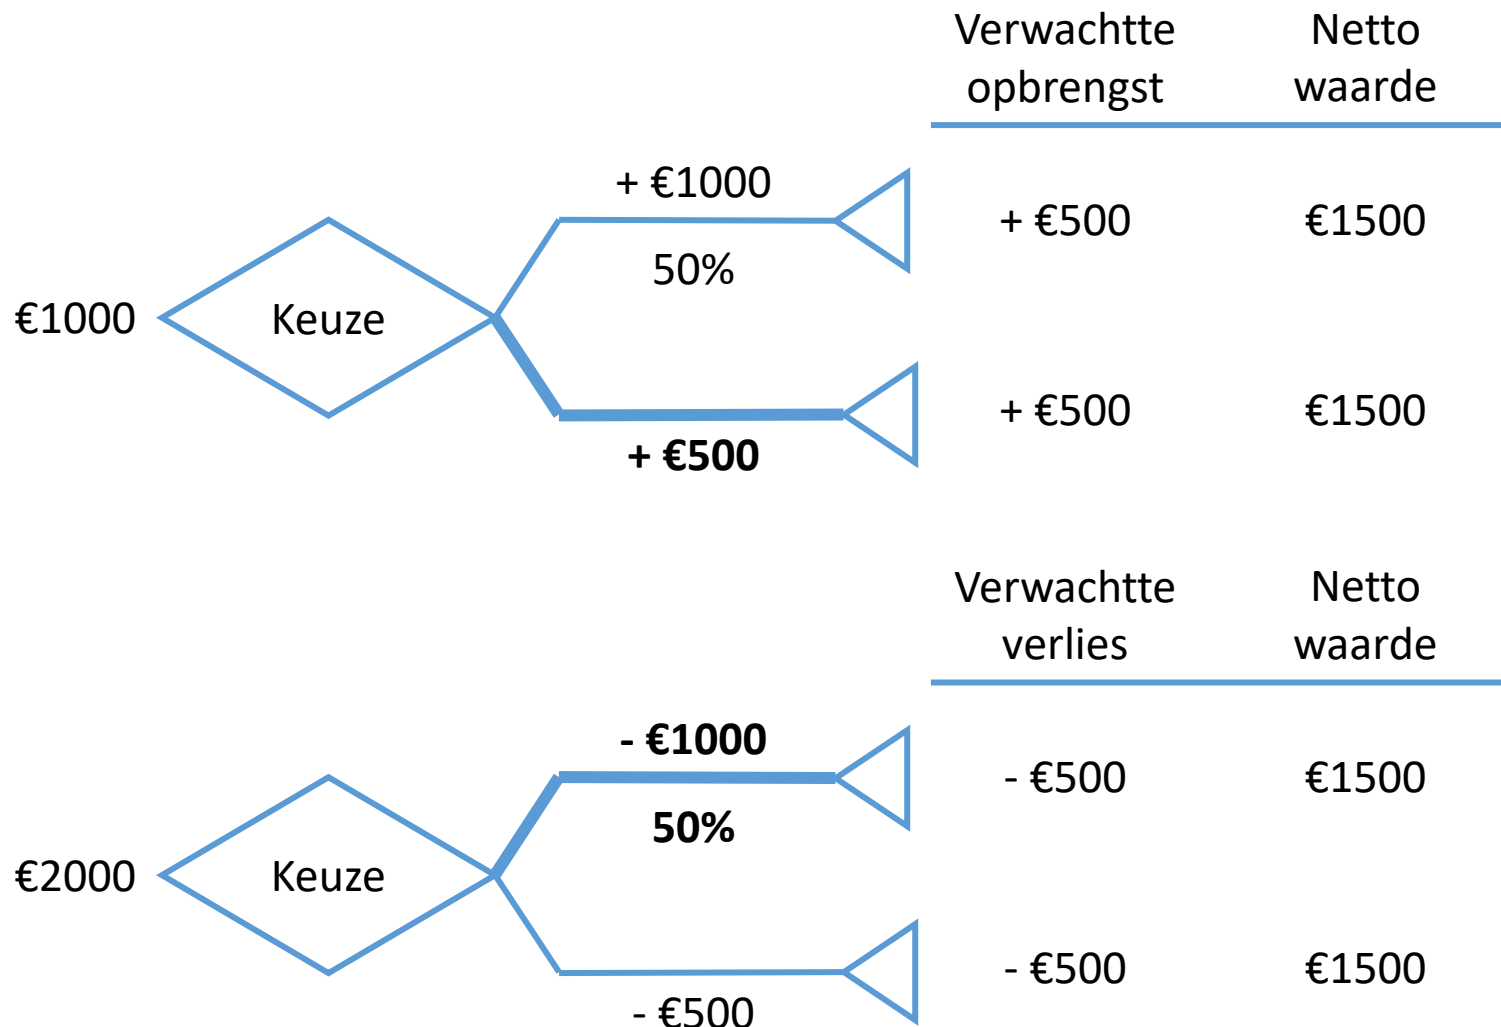 Verwachtte
opbrengst
Netto
waarde
+ €1000
50%
+ €500
€1500
€1000
Keuze
+ €500
+ €500
€1500
Verwachtte
verlies
Netto
waarde
- €1000
50%
- €500
€1500
€2000
Keuze
- €500
- €500
€1500